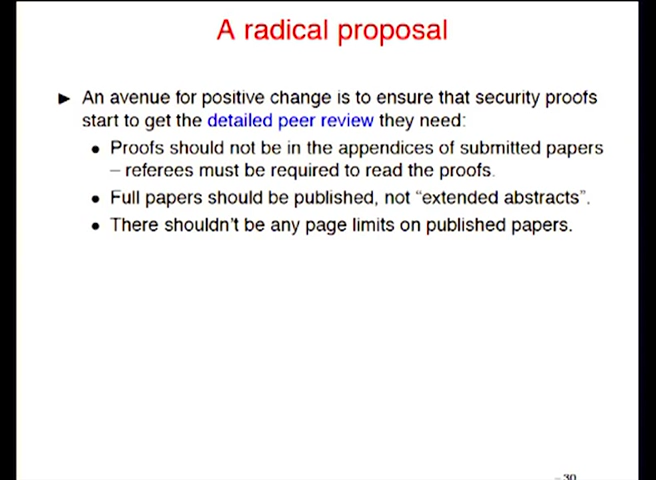 A radical proposal
► An avenue for positive change is to ensure that security proofs
start to get the detailed peer review they need:
• Proofs should not be in the appendices of submitted papers
– referees must be required to read the proofs.
• Full papers should be published, not “extended abstracts”.
• There shouldn’t be any page limits on published papers.
– 30